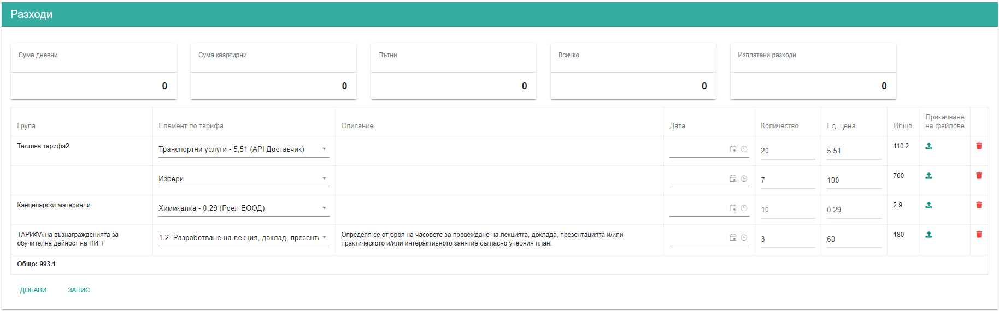 Разходи
Сума дневни
0
Сума квартирни
0
Пътни
0
Всичко
0
Изплатени разходи
0
Група Елемент по тарифа Описание Дата Количество Ед. цена Общо Прикачване
на файлове
Тестова тарифа2 Транспортни услуги - 5,51 (API Доставчик) 20 5.51 110.2
Избери 7 100 700
Канцеларски материали Химикалка - 0,29 (Роел ЕООД) 10 0.29 2.9
ТАРИФА на възнагражденията за
обучителна дейност на НИП
1.2. Разработване на лекция, доклад, презента
Определя се от броя на часовете за провеждане на лекцията, доклада, презентацията и/или
практическото и/или интерактивното занятие съгласно учебния план.
3 60 180
Общо: 993.1
ДОБАВИ ЗАПИС